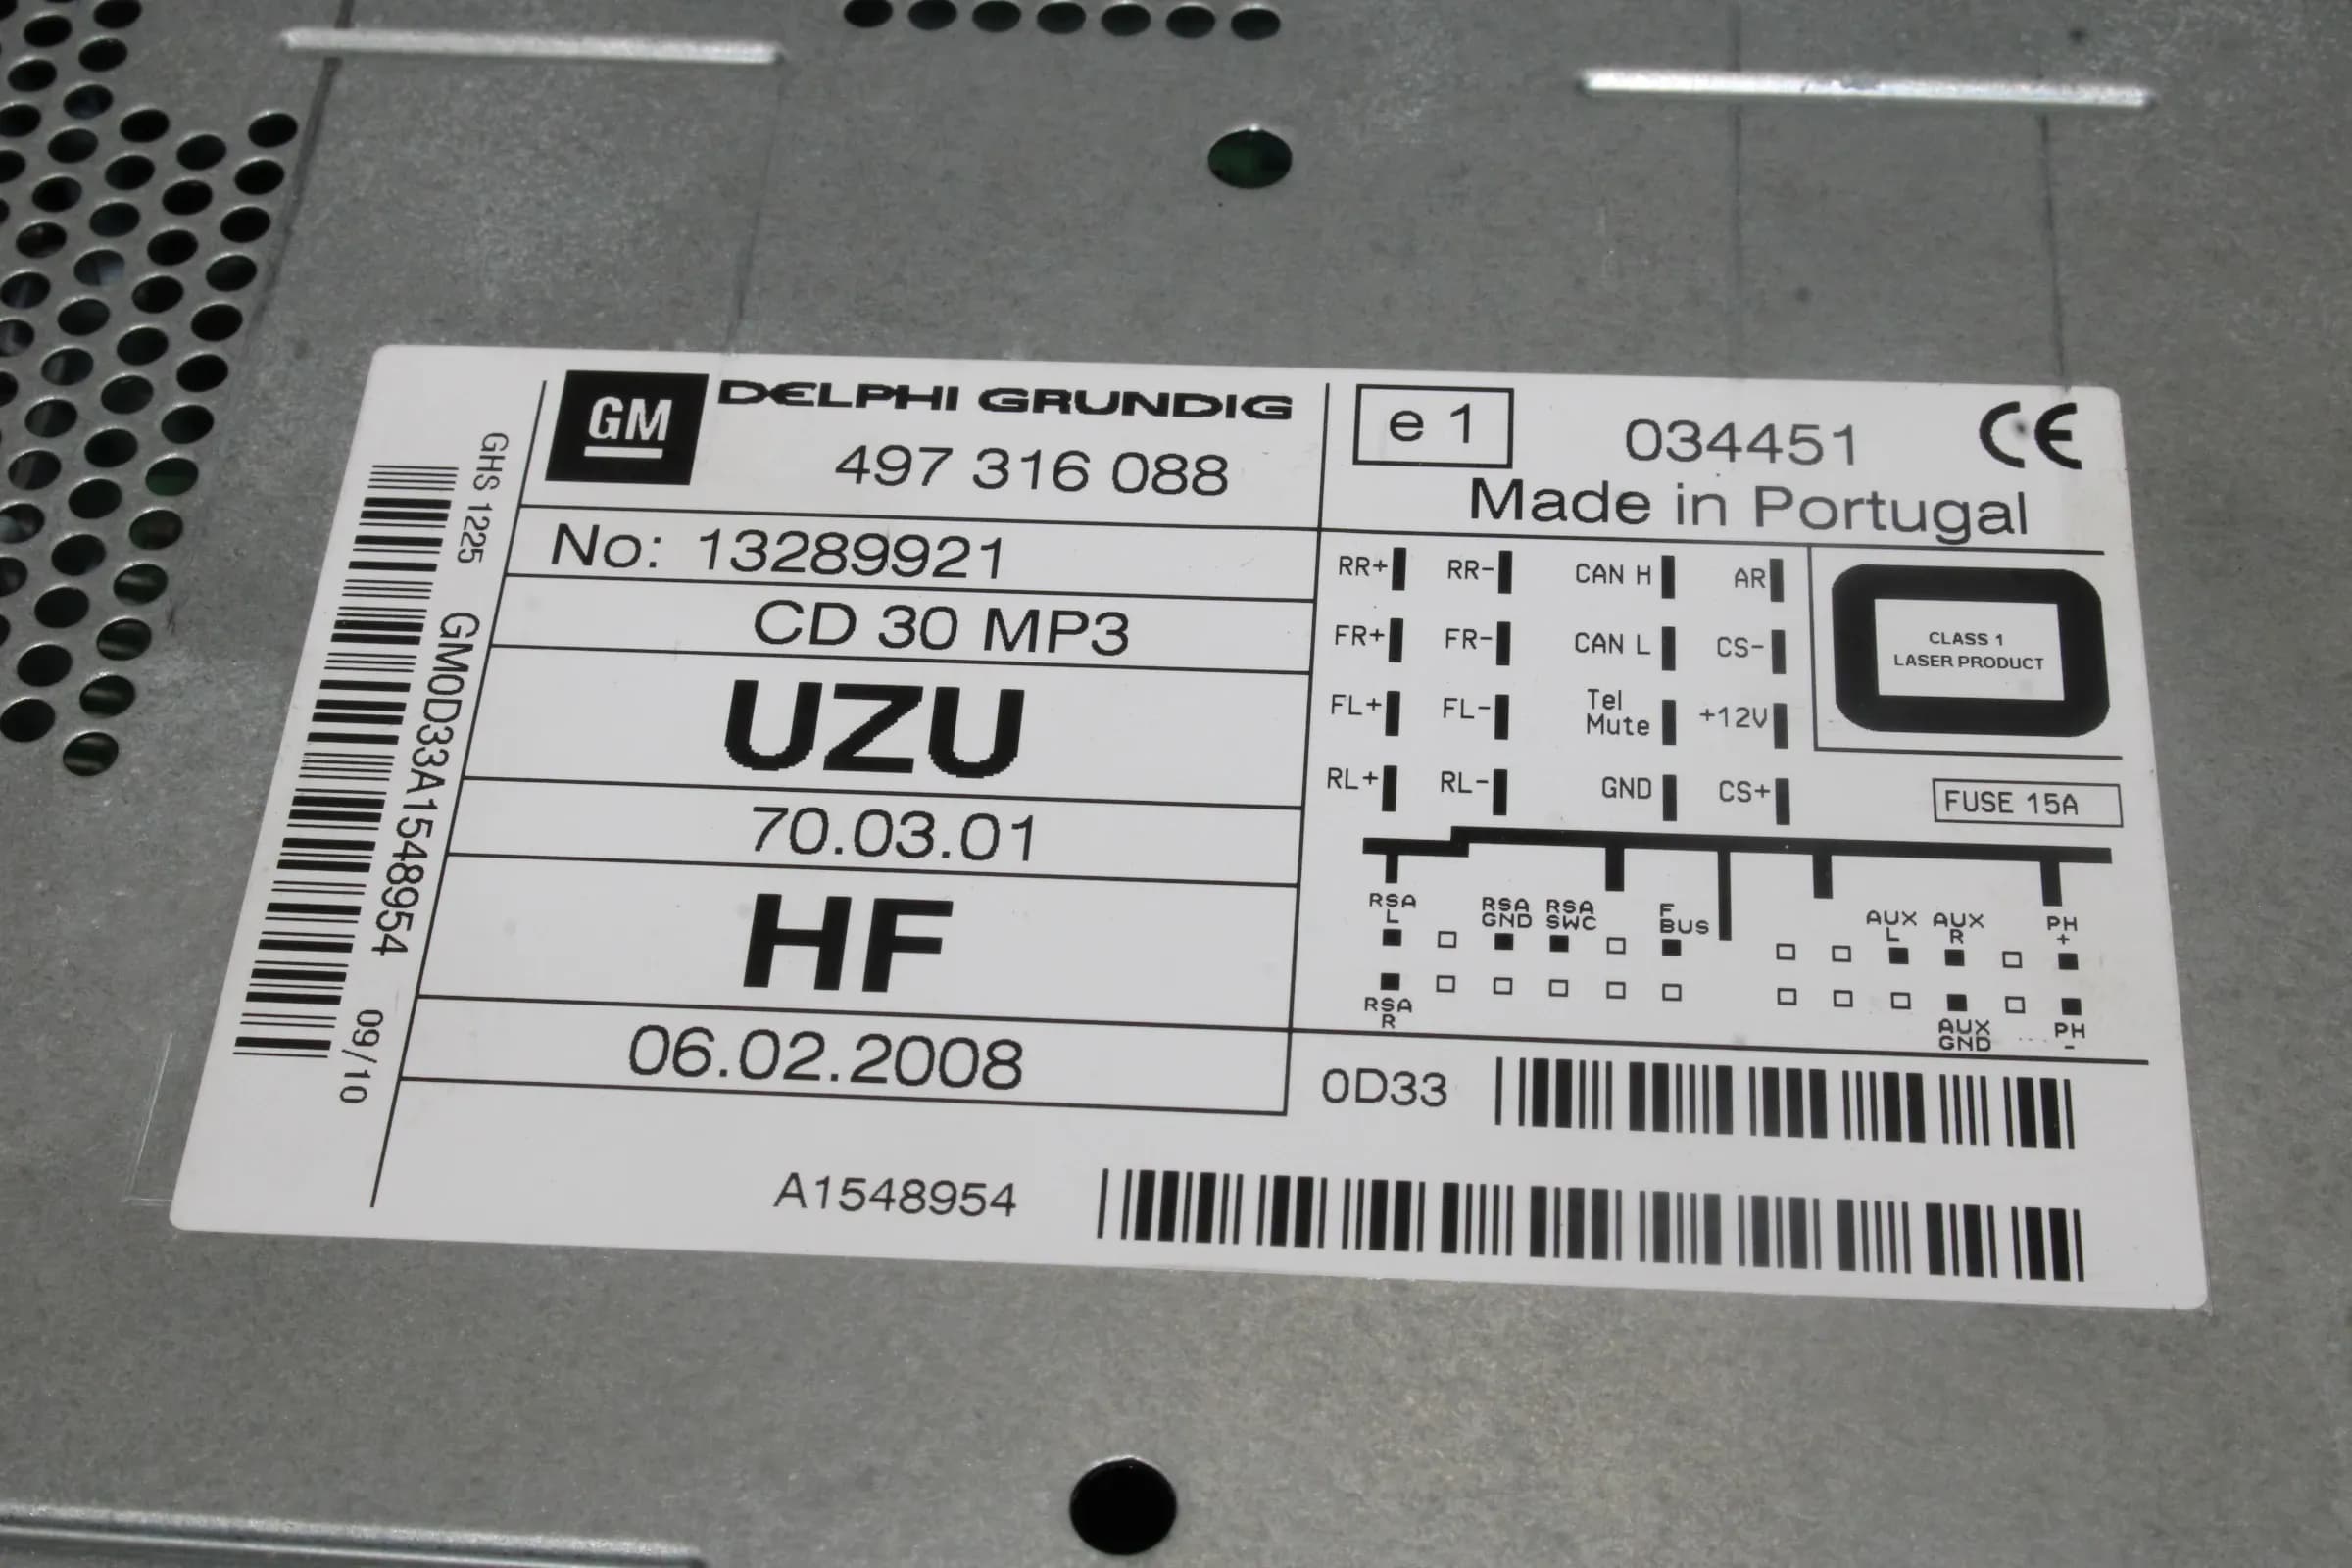 GHS 1225 GM0D33A1548954 09/10
GM DELPHI GRUNDIG
497 316 088
No: 13289921
CD 30 MP3
UZU
70.03.01
HF
06.02.2008
e 1 034451 CE
Made in Portugal
RR+ RR- CAN H AR
FR+ FR- CAN L CS-
FL+ FL- Tel Mute +12V
RL+ RL- GND CS+
CLASS 1
LASER PRODUCT
FUSE 15A
RSA L RSA GND RSA SWC F BUS AUX L AUX R PH +
RSA R AUX GND PH -
0D33
A1548954